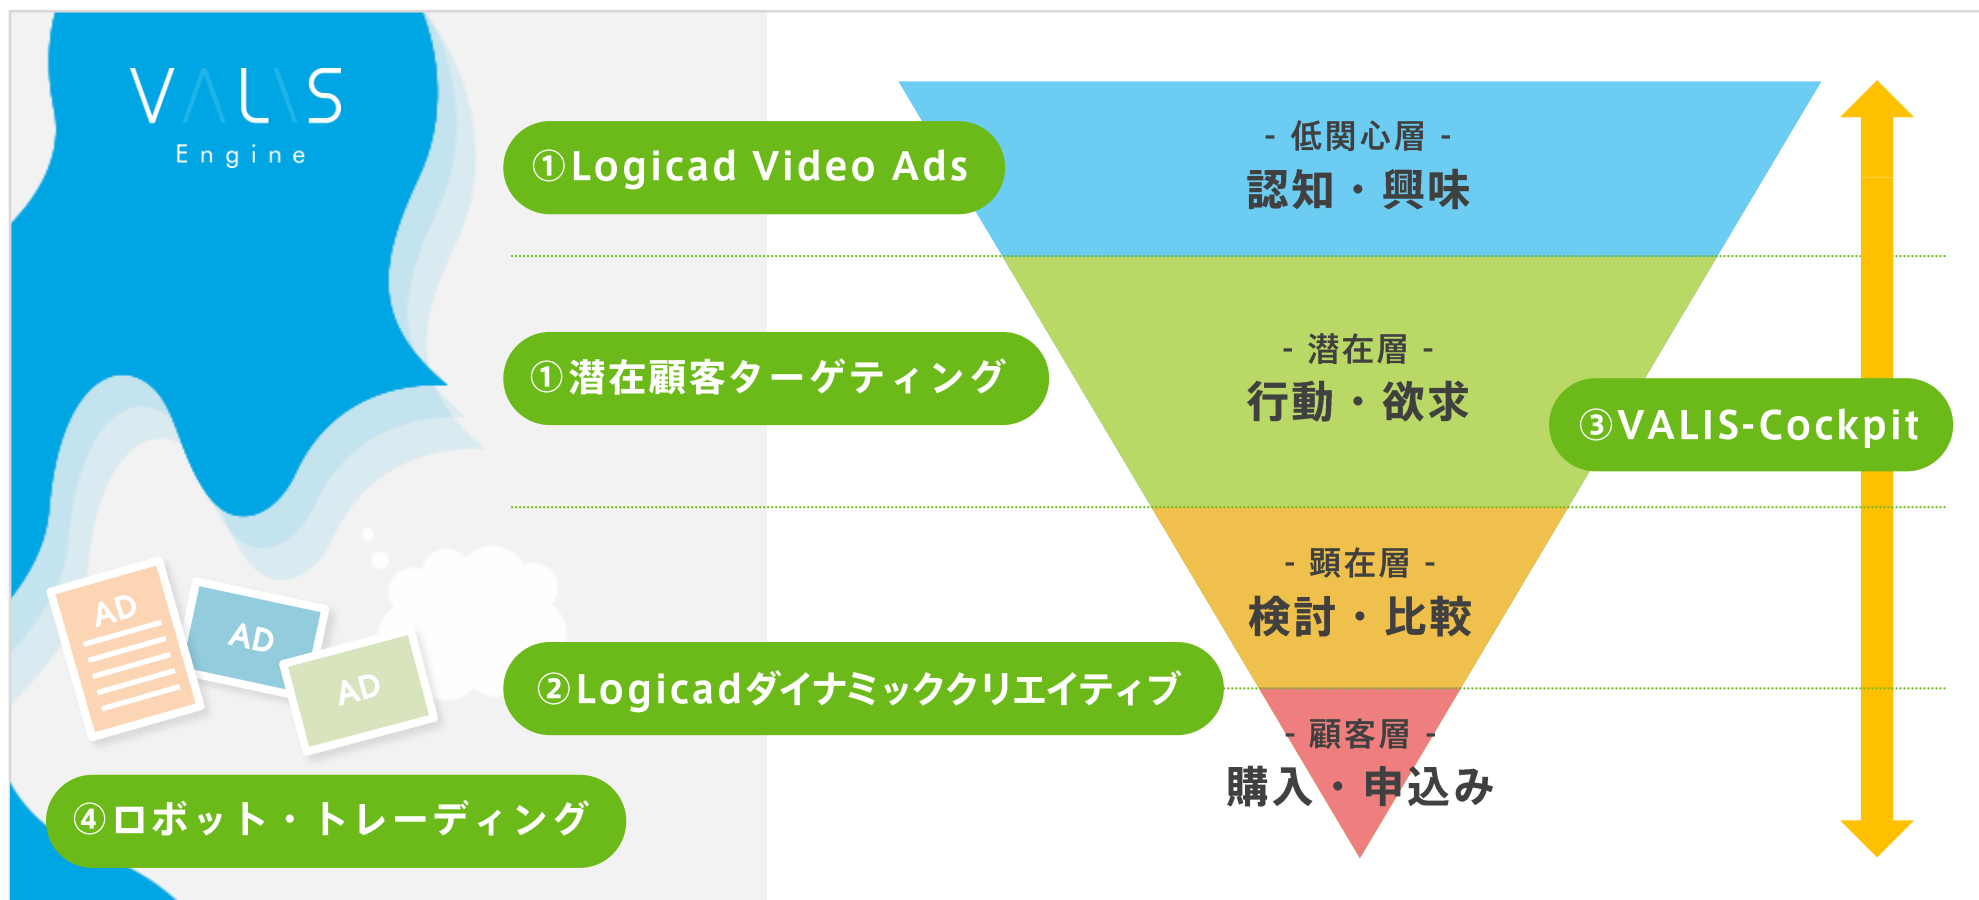 VALIS
Engine
①Logicad Video Ads
- 低関心層 -
認知・興味
①潜在顧客ターゲティング
- 潜在層 -
行動・欲求
③VALIS-Cockpit
- 顕在層 -
検討・比較
AD
AD
AD
②Logicadダイナミッククリエイティブ
- 顧客層 -
購入・申込み
④ロボット・トレーディング